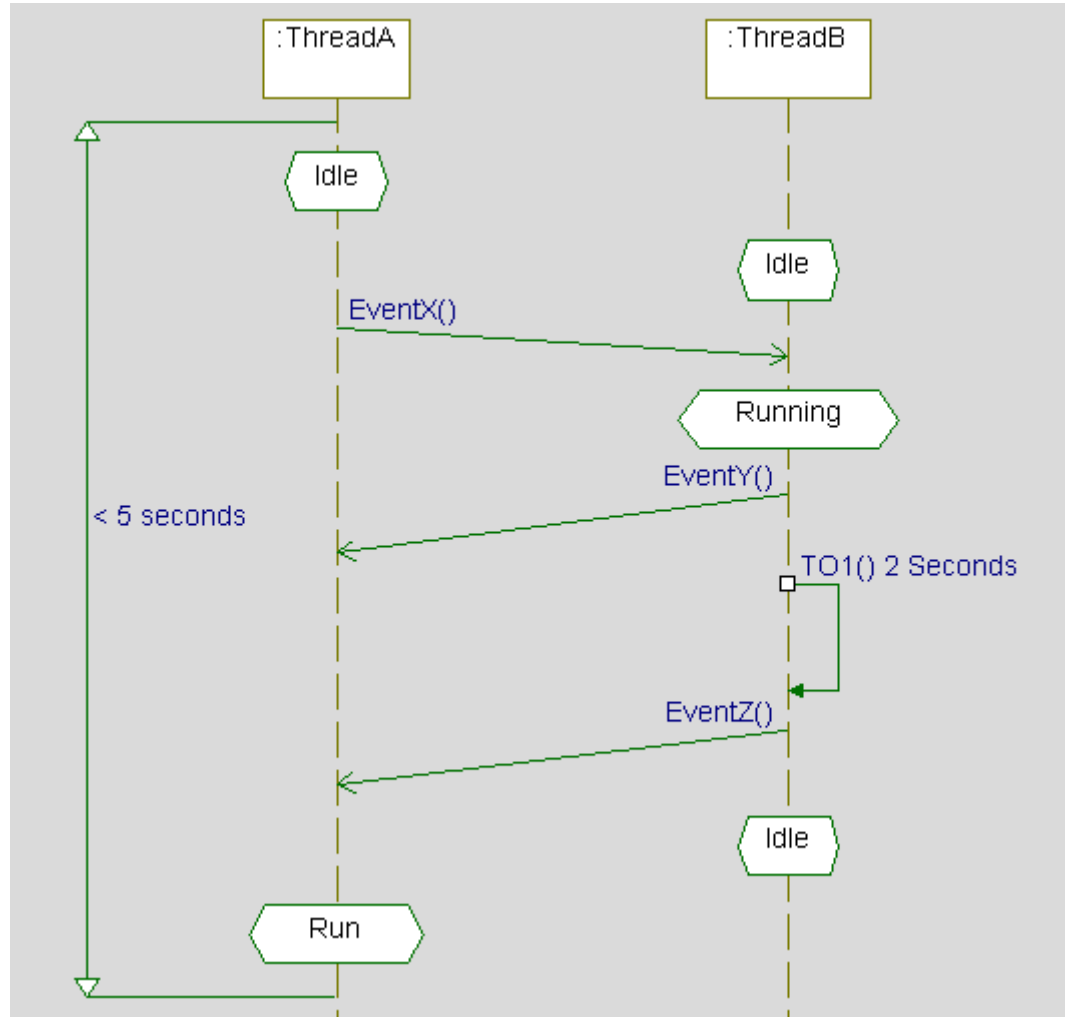 :ThreadA
:ThreadB
Idle
Idle
EventX()
Running
EventY()
< 5 seconds
TO1() 2 Seconds
EventZ()
Idle
Run